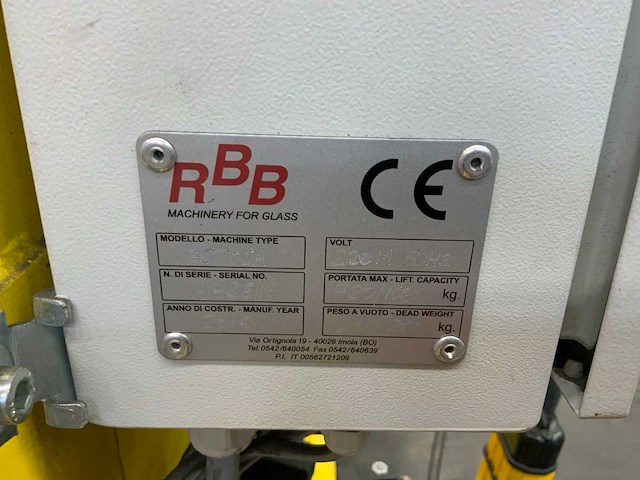 RBB
CE
MACHINERY FOR GLASS
MODELLO - MACHINE TYPE
VOLT
N. DI SERIE - SERIAL NO.
PORTATA MAX - LIFT. CAPACITY
kg.
ANNO DI COSTR. - MANUF. YEAR
PESO A VUOTO - DEAD WEIGHT
kg.
Via Ortignola 19 - 40026 Imola (BO)
Tel. 0542/640054 Fax 0542/640639
P.I. IT 00562721209